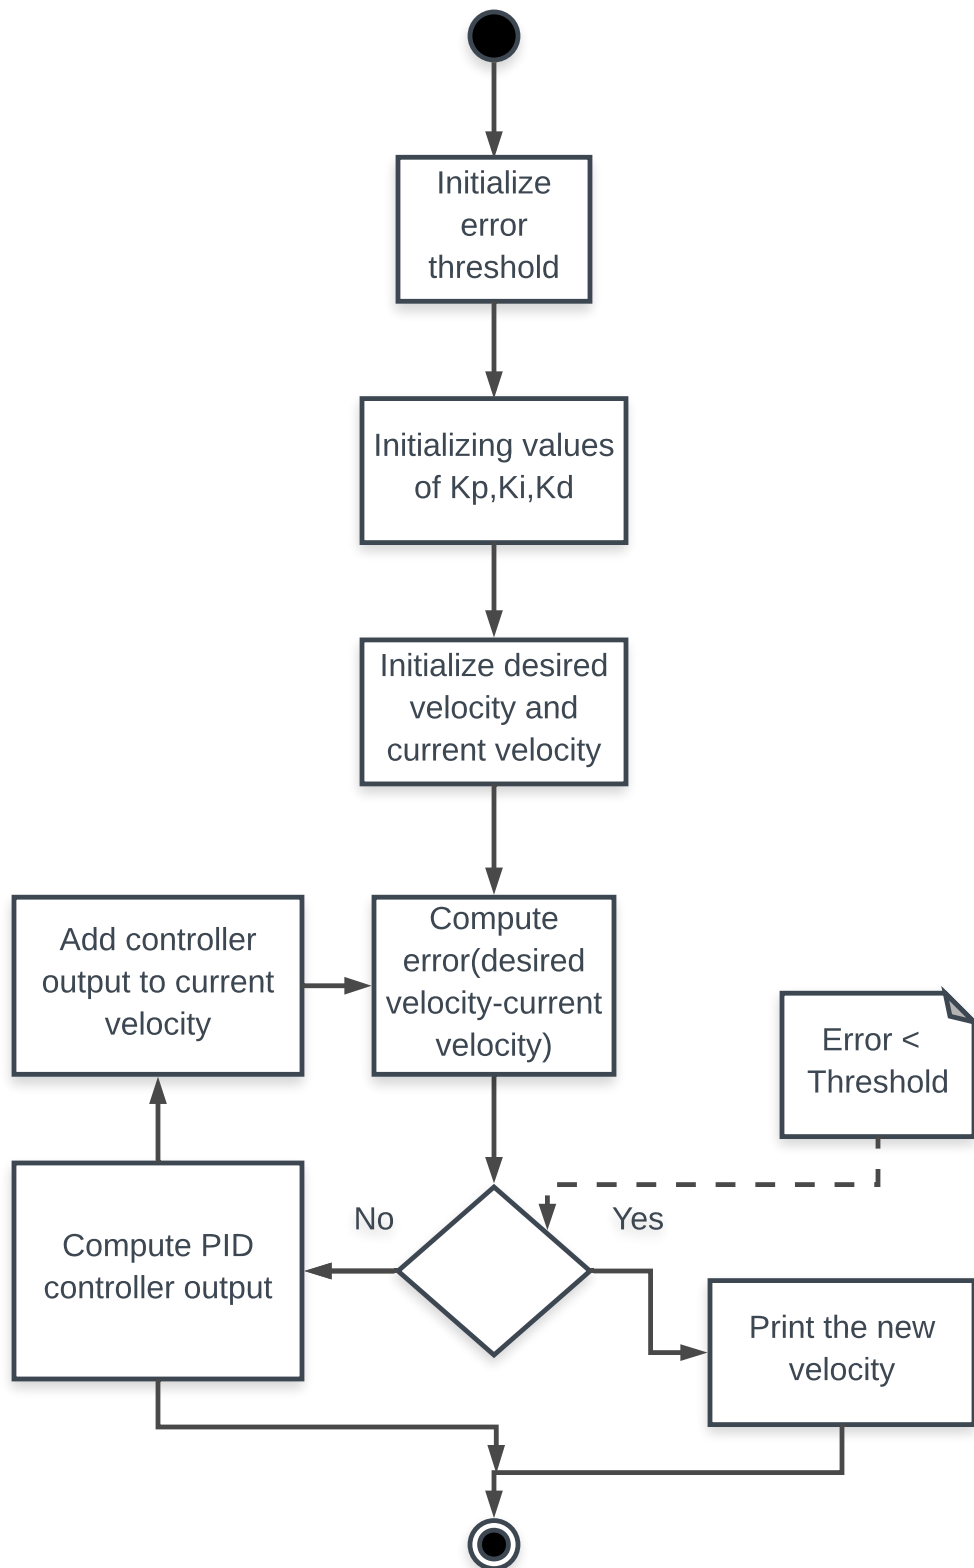 Initialize
error
threshold
Initializing values
of Kp,Ki,Kd
Initialize desired
velocity and
current velocity
Add controller
output to current
velocity
Compute
error(desired
velocity-current
velocity)
Error <
Threshold
No
Yes
Compute PID
controller output
Print the new
velocity